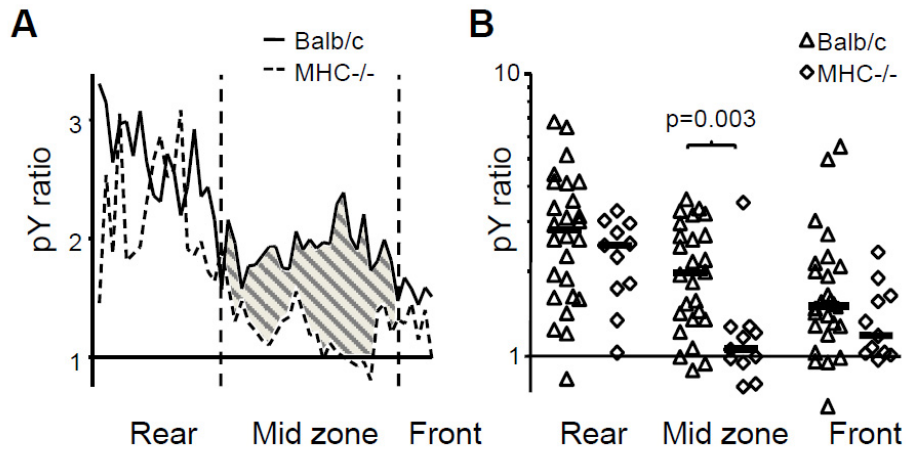 A
Balb/c
MHC-/-
pY ratio
3
2
1
Rear Mid zone Front
B
Balb/c
MHC-/-
10
p=0.003
pY ratio
1
Rear Mid zone Front